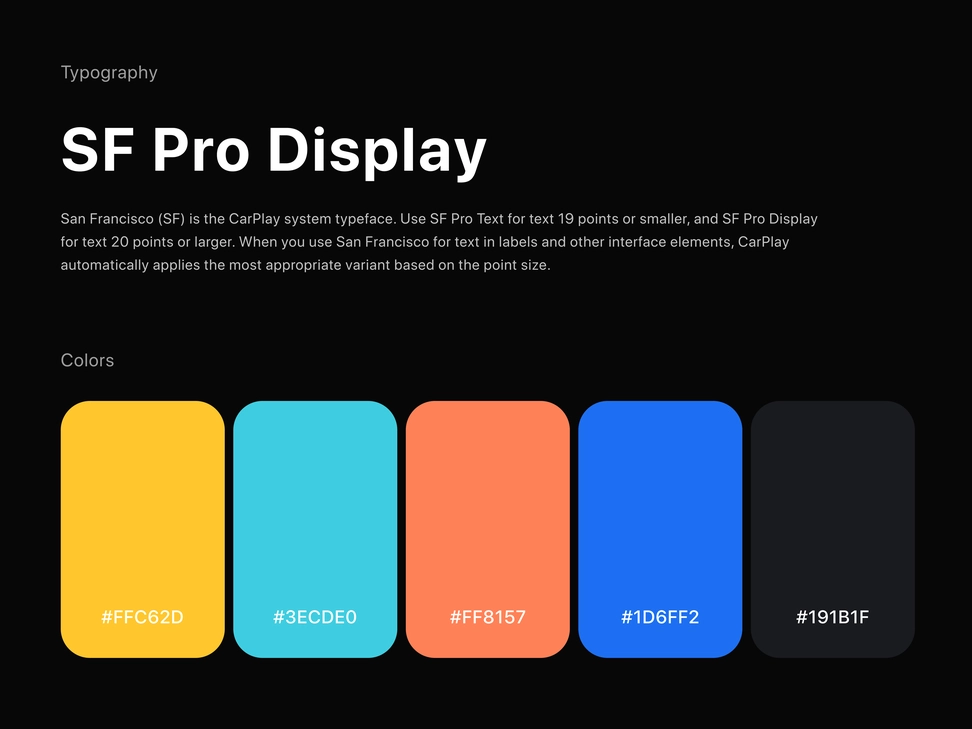 Typography
SF Pro Display
San Francisco (SF) is the CarPlay system typeface. Use SF Pro Text for text 19 points or smaller, and SF Pro Display
for text 20 points or larger. When you use San Francisco for text in labels and other interface elements, CarPlay
automatically applies the most appropriate variant based on the point size.
Colors
#FFC62D
#3ECDE0
#FF8157
#1D6FF2
#191B1F